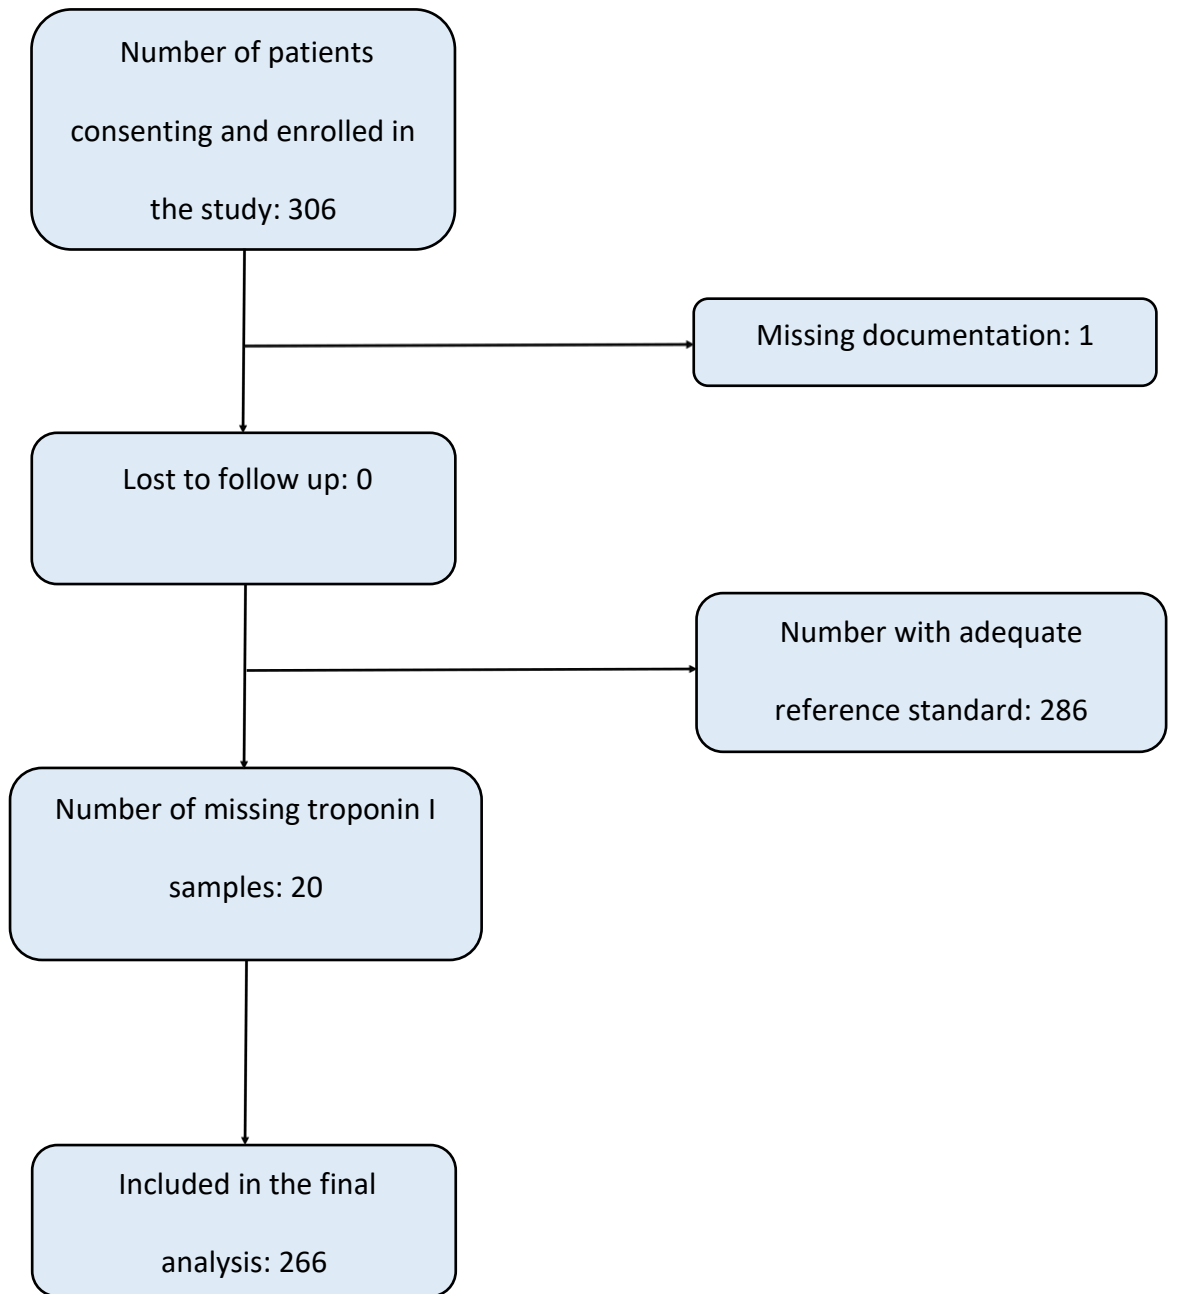 Number of patients
consenting and enrolled in
the study: 306
Missing documentation: 1
Lost to follow up: 0
Number with adequate
reference standard: 286
Number of missing troponin I
samples: 20
Included in the final
analysis: 266